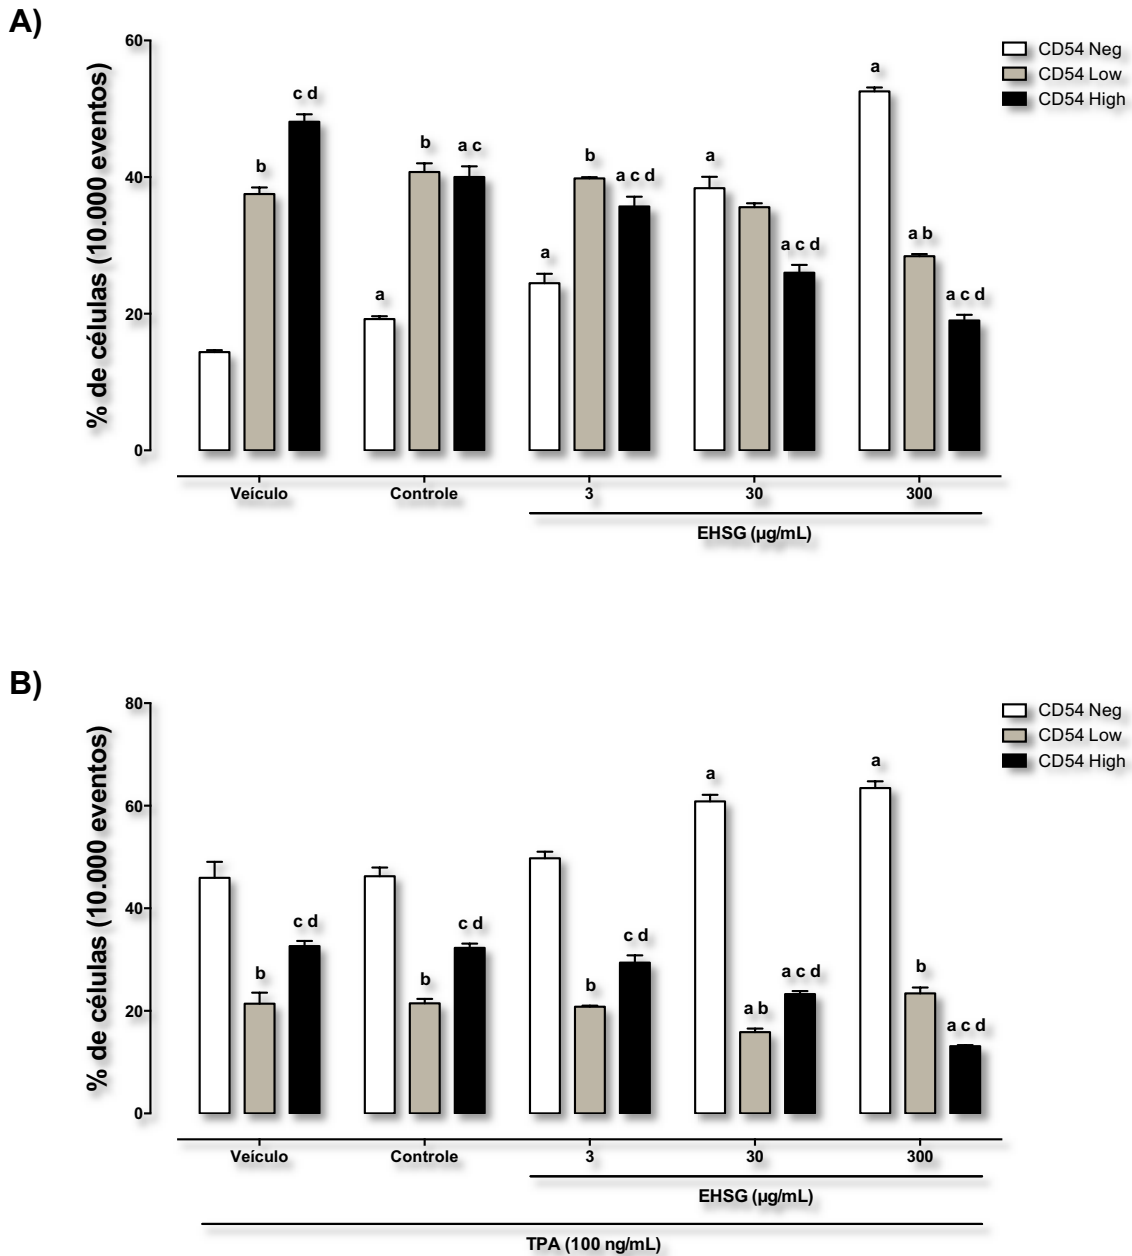 A)
% de células (10.000 eventos)
60
40
20
0
CD54 Neg
CD54 Low
CD54 High
b
c d
a
b
a c
a
b
a c d
a
a c d
a
a b
a c d
Veículo
Controle
3
30
300
EHSG (µg/mL)
B)
% de células (10.000 eventos)
80
60
40
20
0
CD54 Neg
CD54 Low
CD54 High
b
c d
b
c d
b
c d
a
a b
a c d
a
b
a c d
Veículo
Controle
3
30
300
EHSG (µg/mL)
TPA (100 ng/mL)